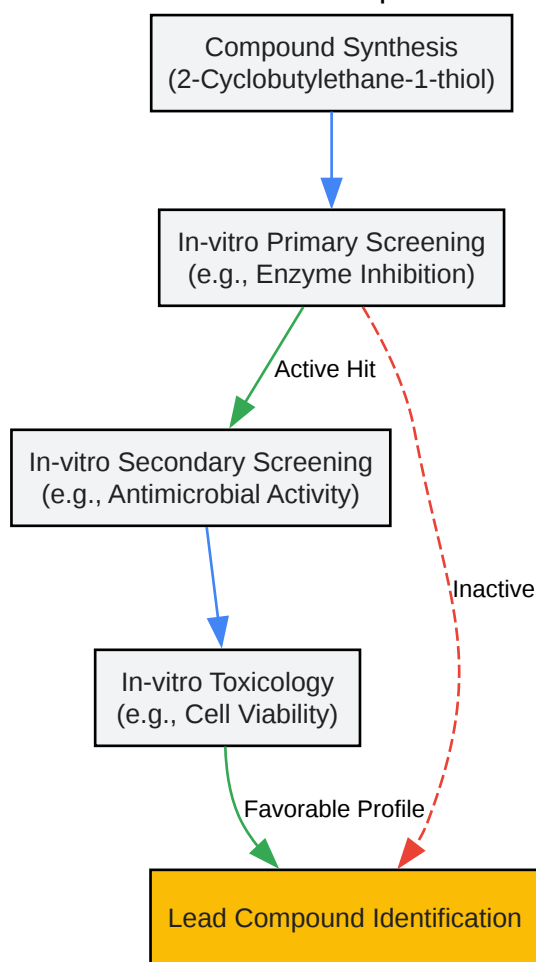 Compound Synthesis
(2-Cyclobutylethane-1-thiol)
In-vitro Primary Screening
(e.g., Enzyme Inhibition)
Active Hit
In-vitro Secondary Screening
(e.g., Antimicrobial Activity)
Inactive
In-vitro Toxicology
(e.g., Cell Viability)
Favorable Profile
Lead Compound Identification